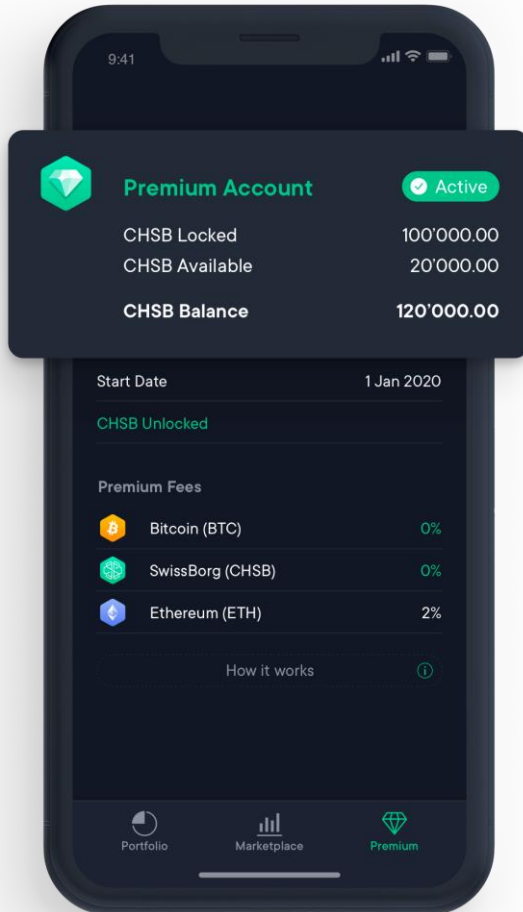 9:41
Premium Account Active
CHSB Locked 100'000.00
CHSB Available 20'000.00
CHSB Balance 120'000.00
Start Date 1 Jan 2020
CHSB Unlocked
Premium Fees
Bitcoin (BTC) 0%
SwissBorg (CHSB) 0%
Ethereum (ETH) 2%
How it works
Portfolio Marketplace Premium